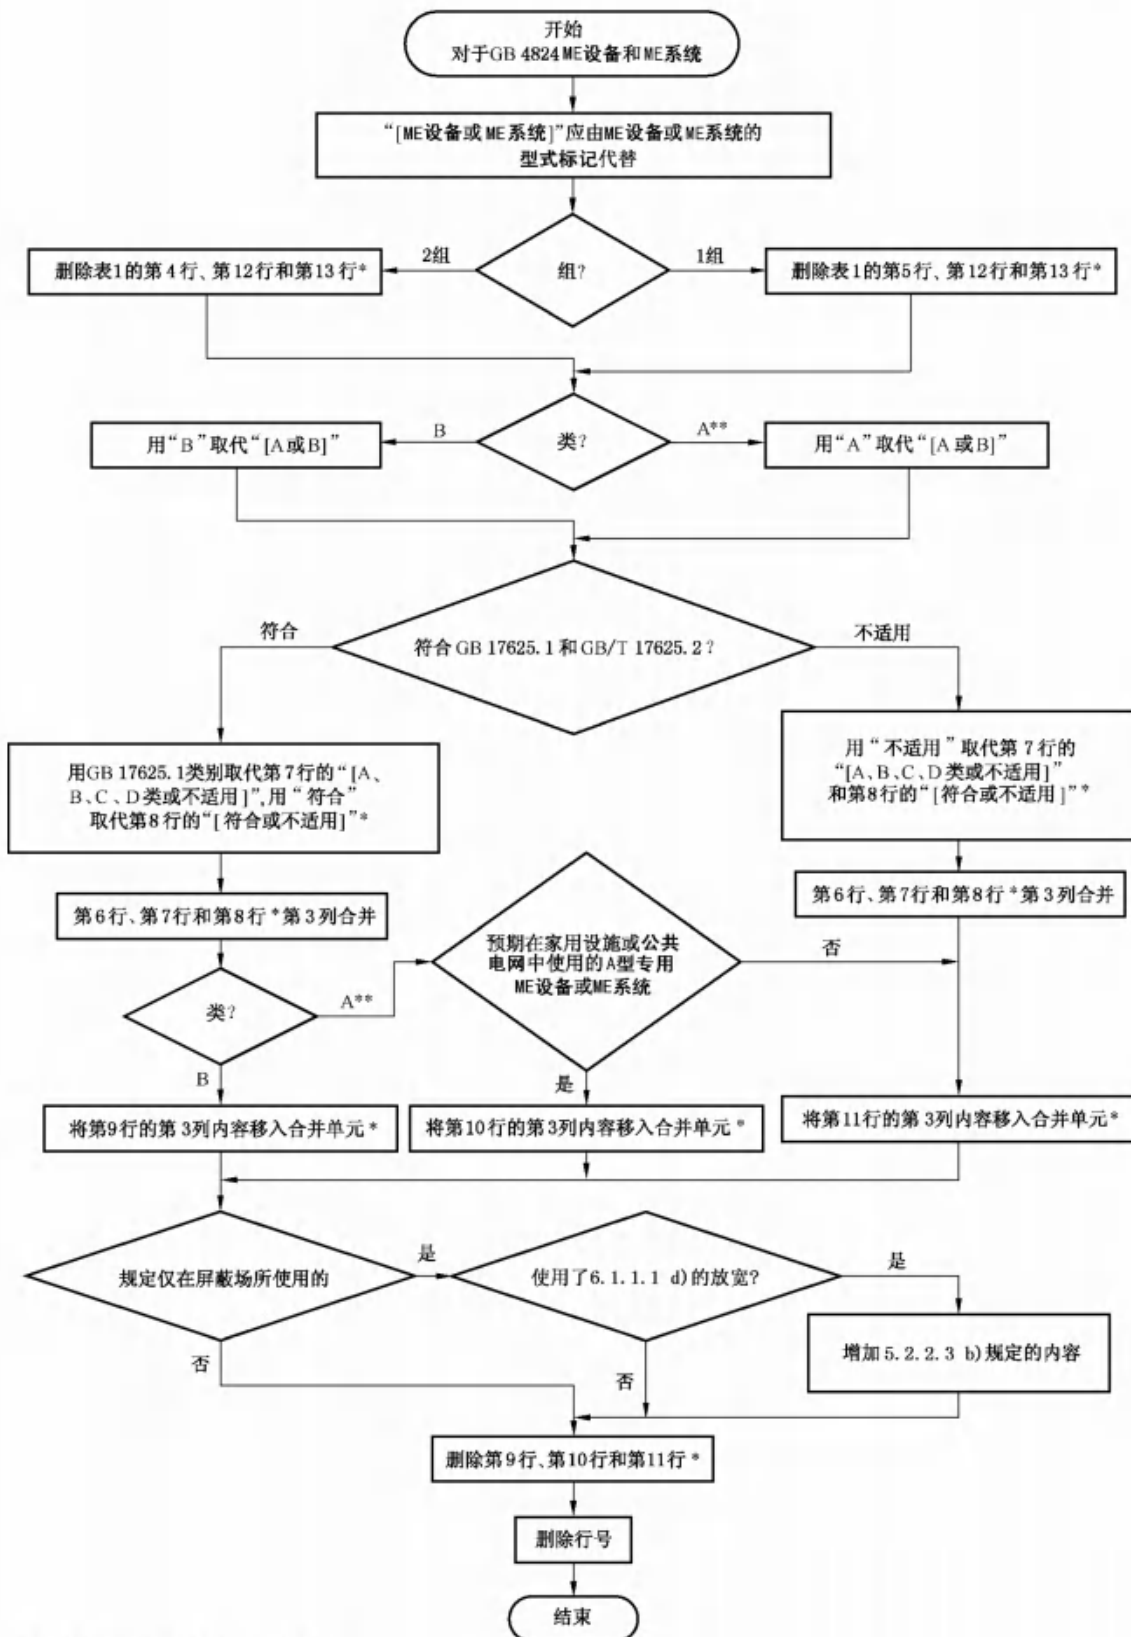 开始
对于GB 4824 ME设备和ME系统
“[ME设备或ME系统]”应由ME设备或ME系统的
型式标记代替
2组
组?
1组
删除表1的第4行、第12行和第13行*
删除表1的第5行、第12行和第13行*
B
类?
A**
用“B”取代“[A或B]”
用“A”取代“[A或B]”
符合
符合GB 17625.1和GB/T 17625.2?
不适用
用GB 17625.1类别取代第7行的“[A、
B、C、D类或不适用]”,用“符合”
取代第8行的“[符合或不适用]”*
用“不适用”取代第7行的
“[A、B、C、D类或不适用]”
和第8行的“[符合或不适用]”*
第6行、第7行和第8行*第3列合并
第6行、第7行和第8行*第3列合并
预期在家用设施或公共
电网中使用的A型专用
ME设备或ME系统
否
类?
A**
B
是
将第9行的第3列内容移入合并单元*
将第10行的第3列内容移入合并单元*
将第11行的第3列内容移入合并单元*
规定仅在屏蔽场所使用的
是
使用了6.1.1.1 d)的放宽?
是
增加5.2.2.3 b)规定的内容
否
否
删除第9行、第10行和第11行*
删除行号
结束